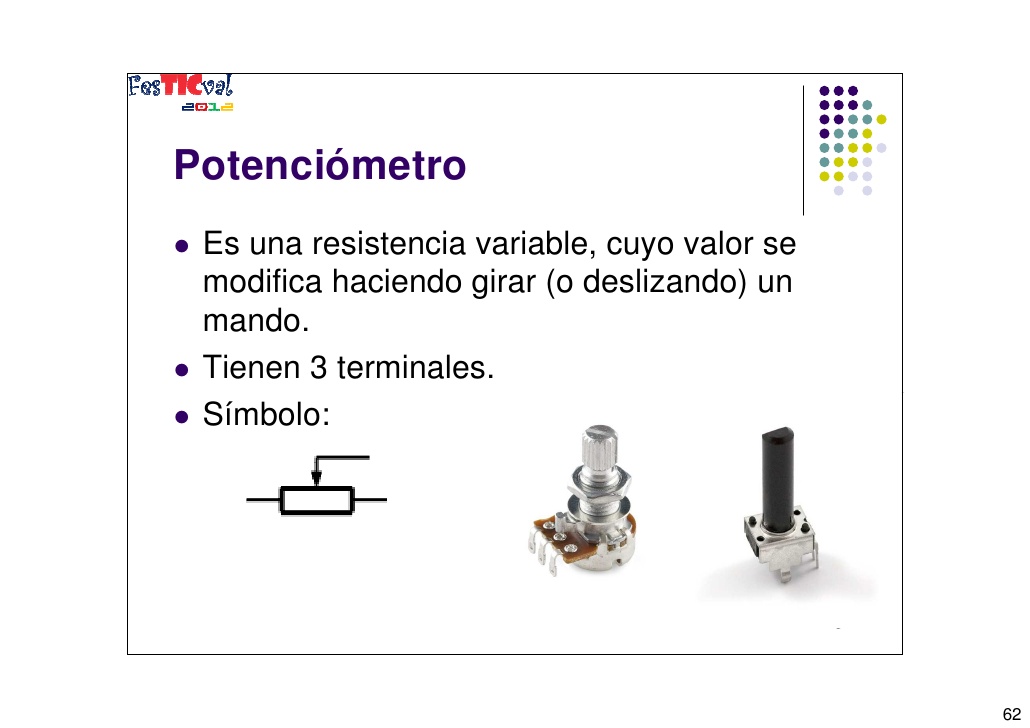 FesTICval
2012
Potenciómetro
Es una resistencia variable, cuyo valor se
modifica haciendo girar (o deslizando) un
mando.
Tienen 3 terminales.
Símbolo:
62